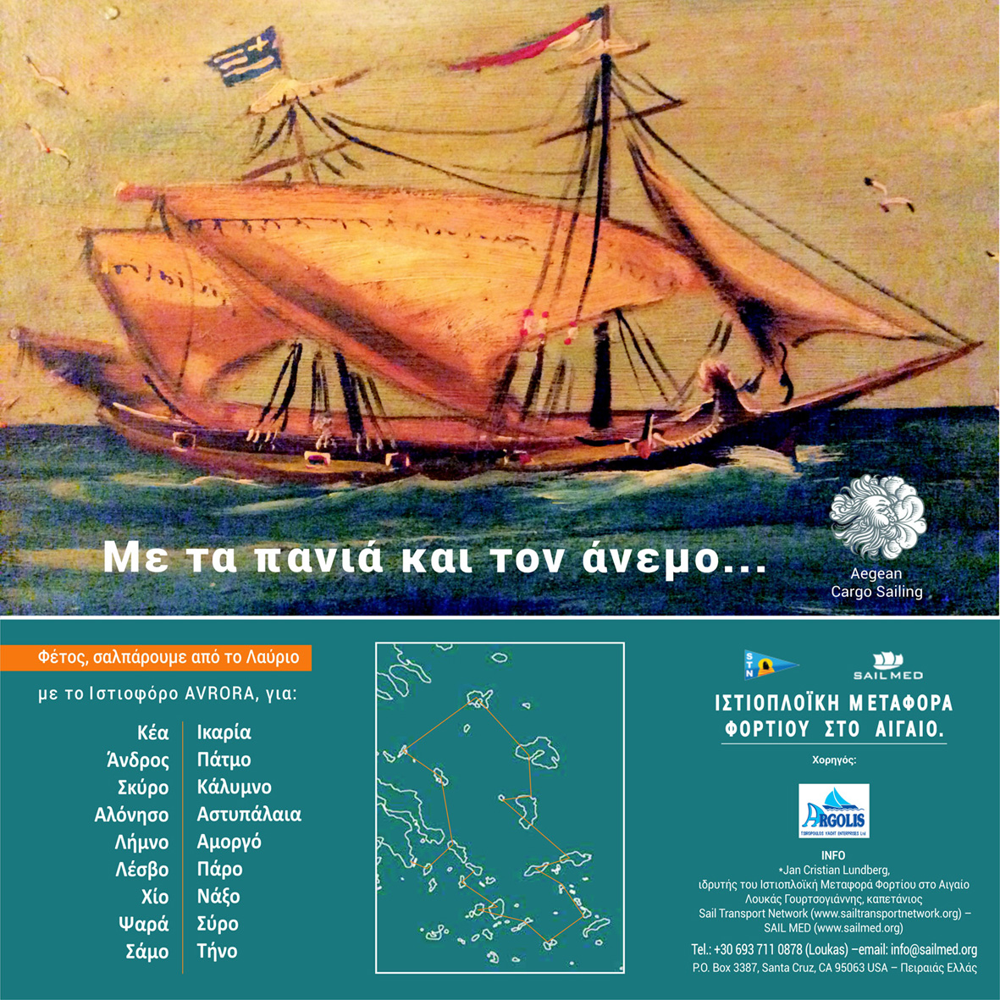 Με τα πανιά και τον άνεμο...
Aegean
Cargo Sailing
Φέτος, σαλπάρουμε από το Λαύριο
με το Ιστιοφόρο AVRORA, για:
Κέα
Άνδρος
Σκύρο
Αλόνησο
Λήμνο
Λέσβο
Χίο
Ψαρά
Σάμο
Ικαρία
Πάτμο
Κάλυμνο
Αστυπάλαια
Αμοργό
Πάρο
Νάξο
Σύρο
Τήνο
STN
SAIL MED
ΙΣΤΙΟΠΛΟΪΚΗ ΜΕΤΑΦΟΡΑ
ΦΟΡΤΙΟΥ ΣΤΟ ΑΙΓΑΙΟ.
Χορηγός:
ARGOLIS
TSIROPOULOS YACHT ENTERPRISES Ltd
INFO
*Jan Cristian Lundberg,
ιδρυτής του Ιστιοπλοϊκή Μεταφορά Φορτίου στο Αιγαίο
Λουκάς Γουρτσογιάννης, καπετάνιος
Sail Transport Network (www.sailtransportnetwork.org) –
SAIL MED (www.sailmed.org)
Tel.: +30 693 711 0878 (Loukas) –email: info@sailmed.org
P.O. Box 3387, Santa Cruz, CA 95063 USA – Πειραιάς Ελλάς